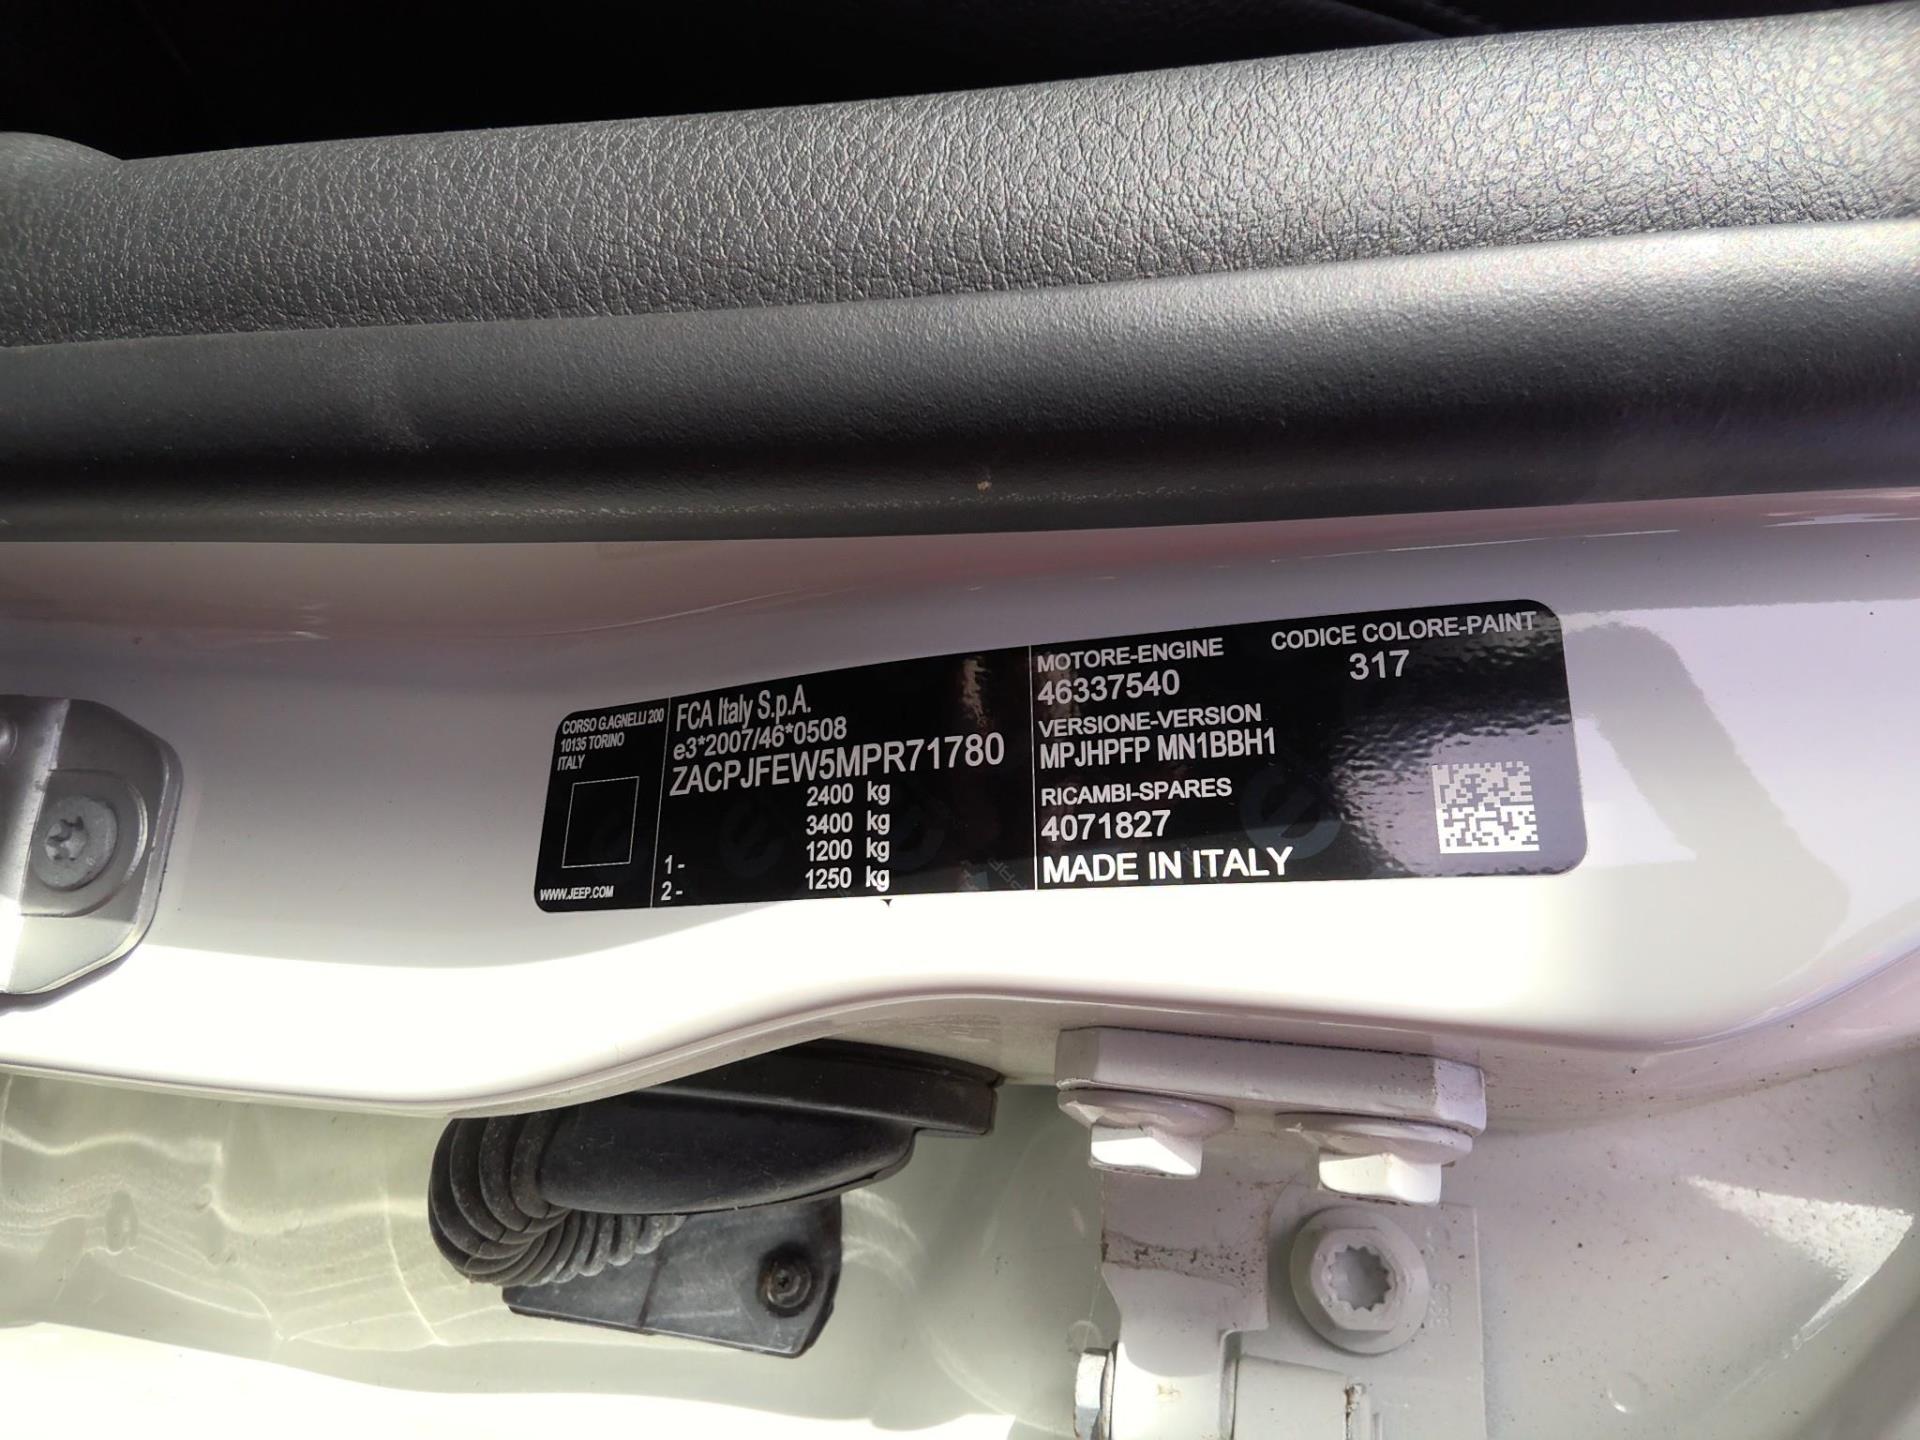 CORSO G.AGNELLI 200
10135 TORINO
ITALY
WWW.JEEP.COM
FCA Italy S.p.A.
e3*2007/46*0508
ZACPJFEW5MPR71780
2400 kg
3400 kg
1- 1200 kg
2- 1250 kg
MOTORE-ENGINE
46337540
VERSIONE-VERSION
MPJHPFP MN1BBH1
RICAMBI-SPARES
4071827
MADE IN ITALY
CODICE COLORE-PAINT
317